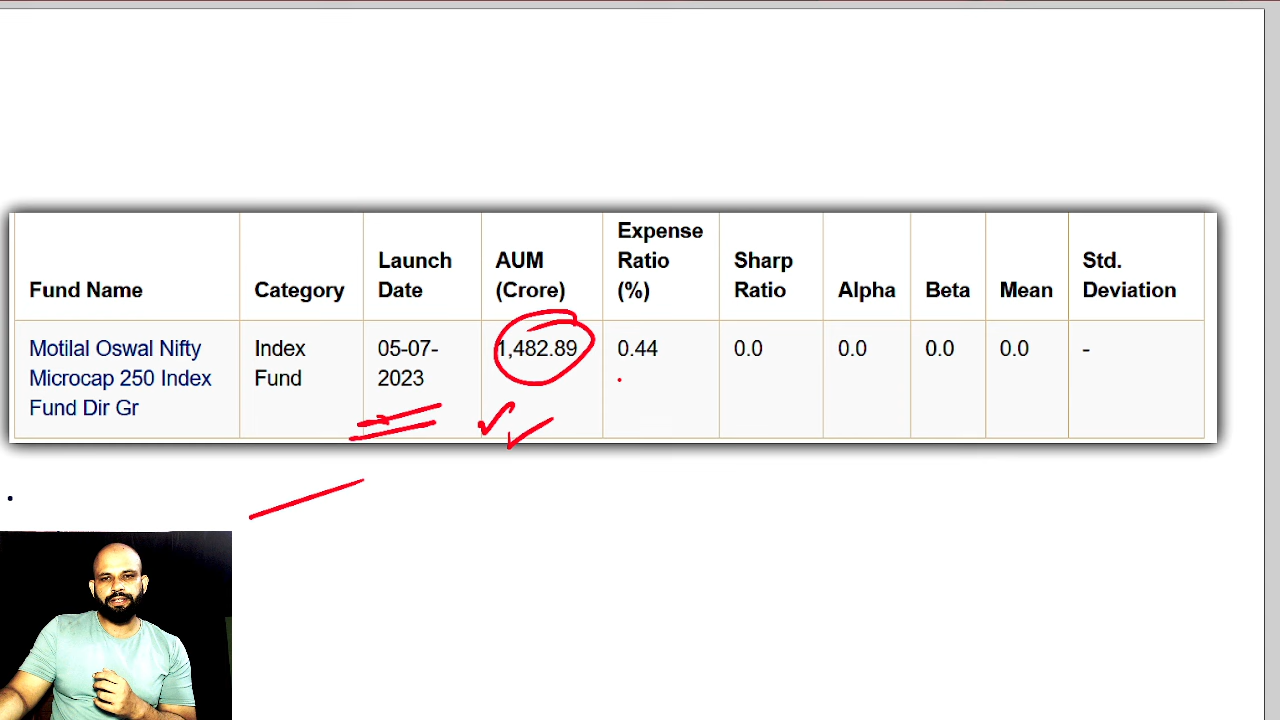 Fund Name
Category
Launch
Date
AUM
(Crore)
Expense
Ratio
(%)
Sharp
Ratio
Alpha
Beta
Mean
Std.
Deviation
Motilal Oswal Nifty
Microcap 250 Index
Fund Dir Gr
Index
Fund
05-07-
2023
1,482.89
0.44
0.0
0.0
0.0
0.0
-